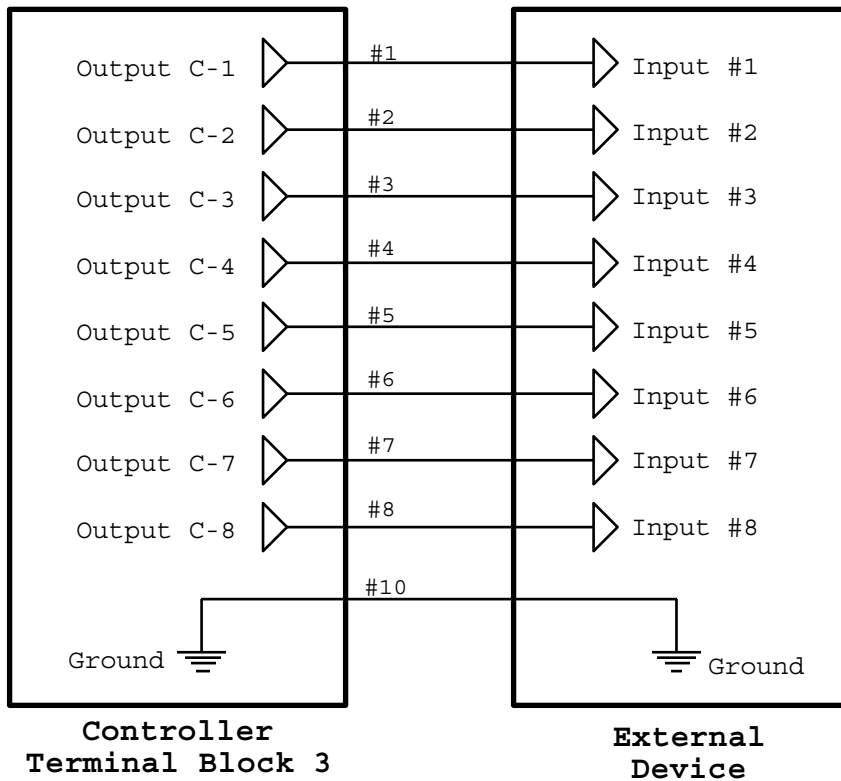 Output C-1 #1 Input #1
Output C-2 #2 Input #2
Output C-3 #3 Input #3
Output C-4 #4 Input #4
Output C-5 #5 Input #5
Output C-6 #6 Input #6
Output C-7 #7 Input #7
Output C-8 #8 Input #8
#10
Ground Ground
Controller
Terminal Block 3
External
Device